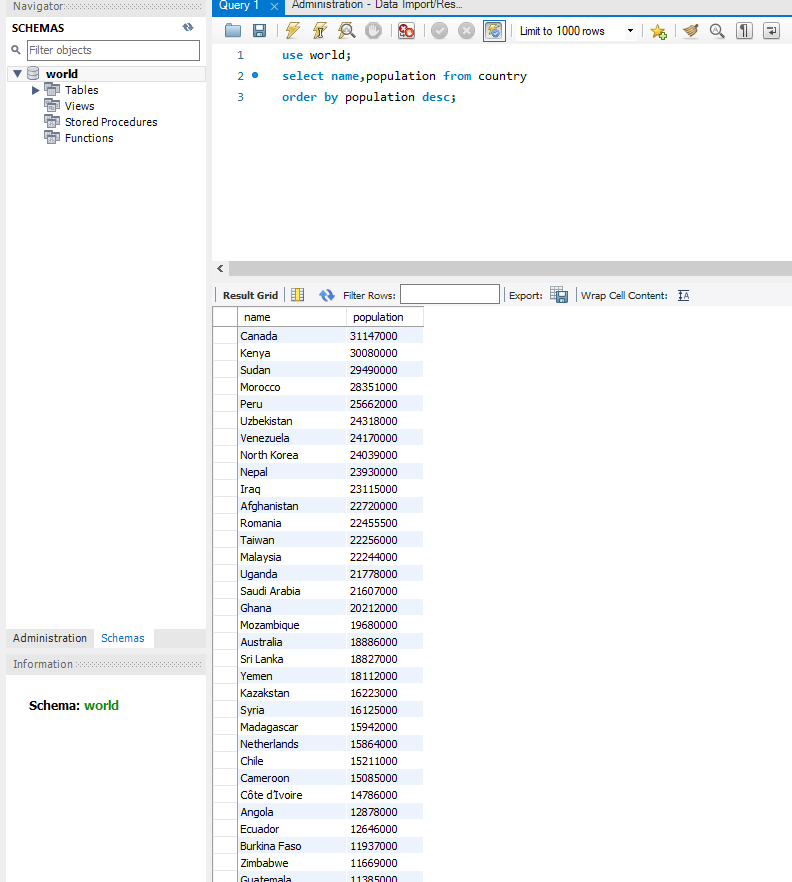 Navigator
SCHEMAS
Filter objects
world
Tables
Views
Stored Procedures
Functions
Administration Schemas
Information
Schema: world
Query 1 Administration - Data Import/Res...
Limit to 1000 rows
1 use world;
2 select name,population from country
3 order by population desc;
Result Grid Filter Rows: Export: Wrap Cell Content:
name population
Canada 31147000
Kenya 30080000
Sudan 29490000
Morocco 28351000
Peru 25662000
Uzbekistan 24318000
Venezuela 24170000
North Korea 24039000
Nepal 23930000
Iraq 23115000
Afghanistan 22720000
Romania 22455500
Taiwan 22256000
Malaysia 22244000
Uganda 21778000
Saudi Arabia 21607000
Ghana 20212000
Mozambique 19680000
Australia 18886000
Sri Lanka 18827000
Yemen 18112000
Kazakstan 16223000
Syria 16125000
Madagascar 15942000
Netherlands 15864000
Chile 15211000
Cameroon 15085000
Côte d'Ivoire 14786000
Angola 12878000
Ecuador 12646000
Burkina Faso 11937000
Zimbabwe 11669000
Guatemala 11385000